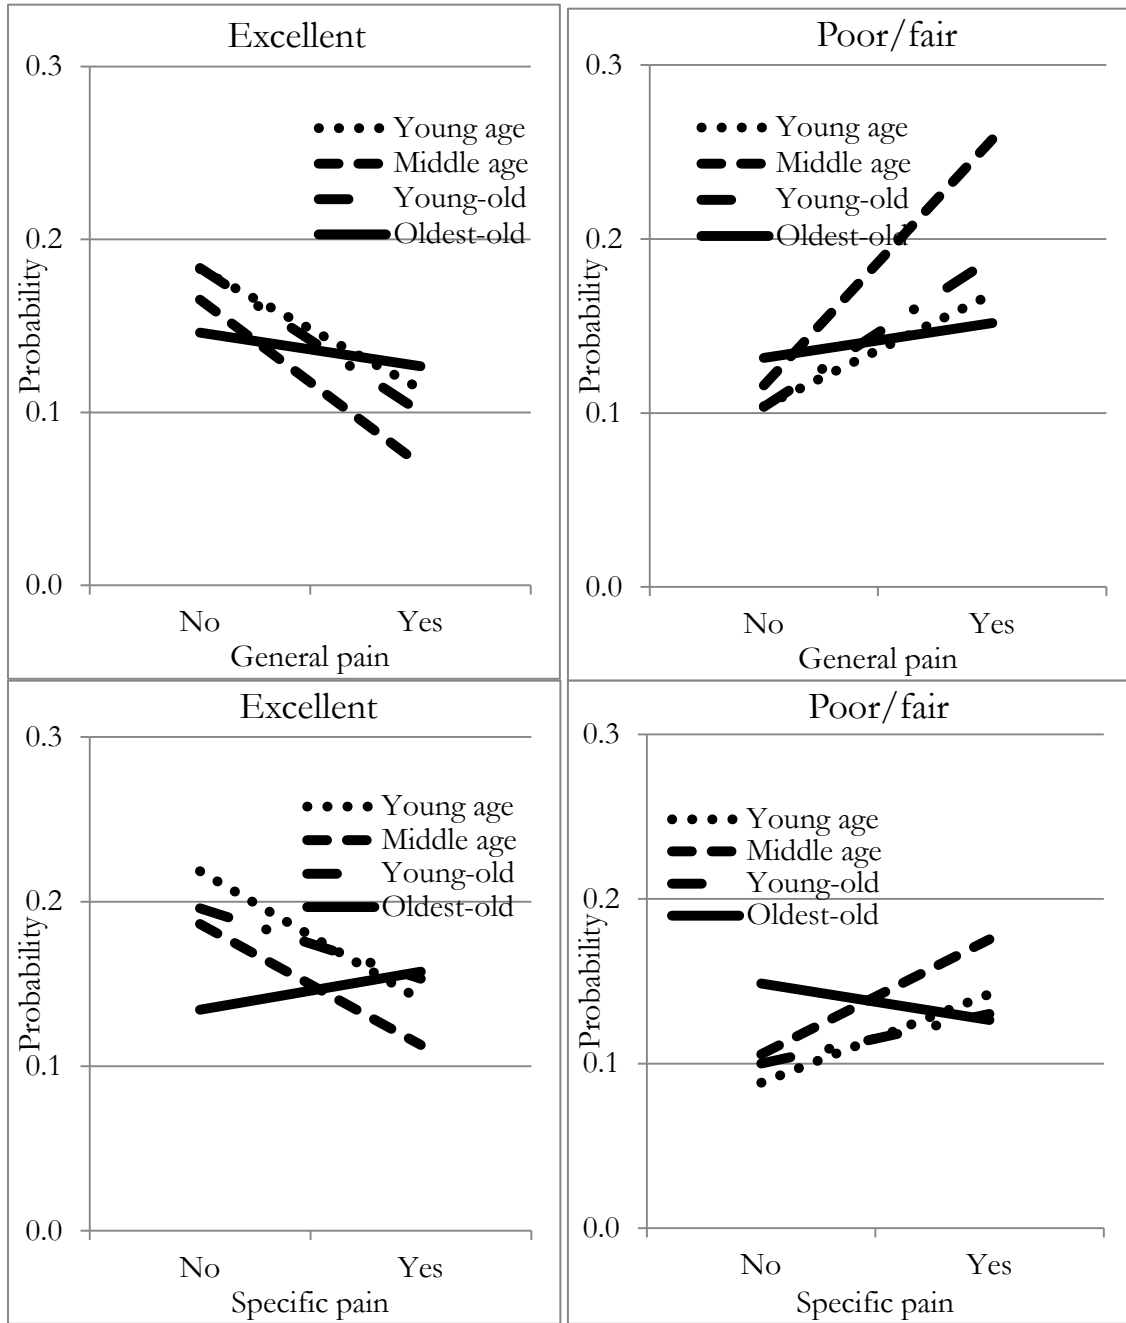 Excellent
0.3
0.2
0.1
0.0
Probability
Young age
Middle age
Young-old
Oldest-old
No Yes
General pain
Poor/fair
0.3
0.2
0.1
0.0
Probability
Young age
Middle age
Young-old
Oldest-old
No Yes
General pain
Excellent
0.3
0.2
0.1
0.0
Probability
Young age
Middle age
Young-old
Oldest-old
No Yes
Specific pain
Poor/fair
0.3
0.2
0.1
0.0
Probability
Young age
Middle age
Young-old
Oldest-old
No Yes
Specific pain